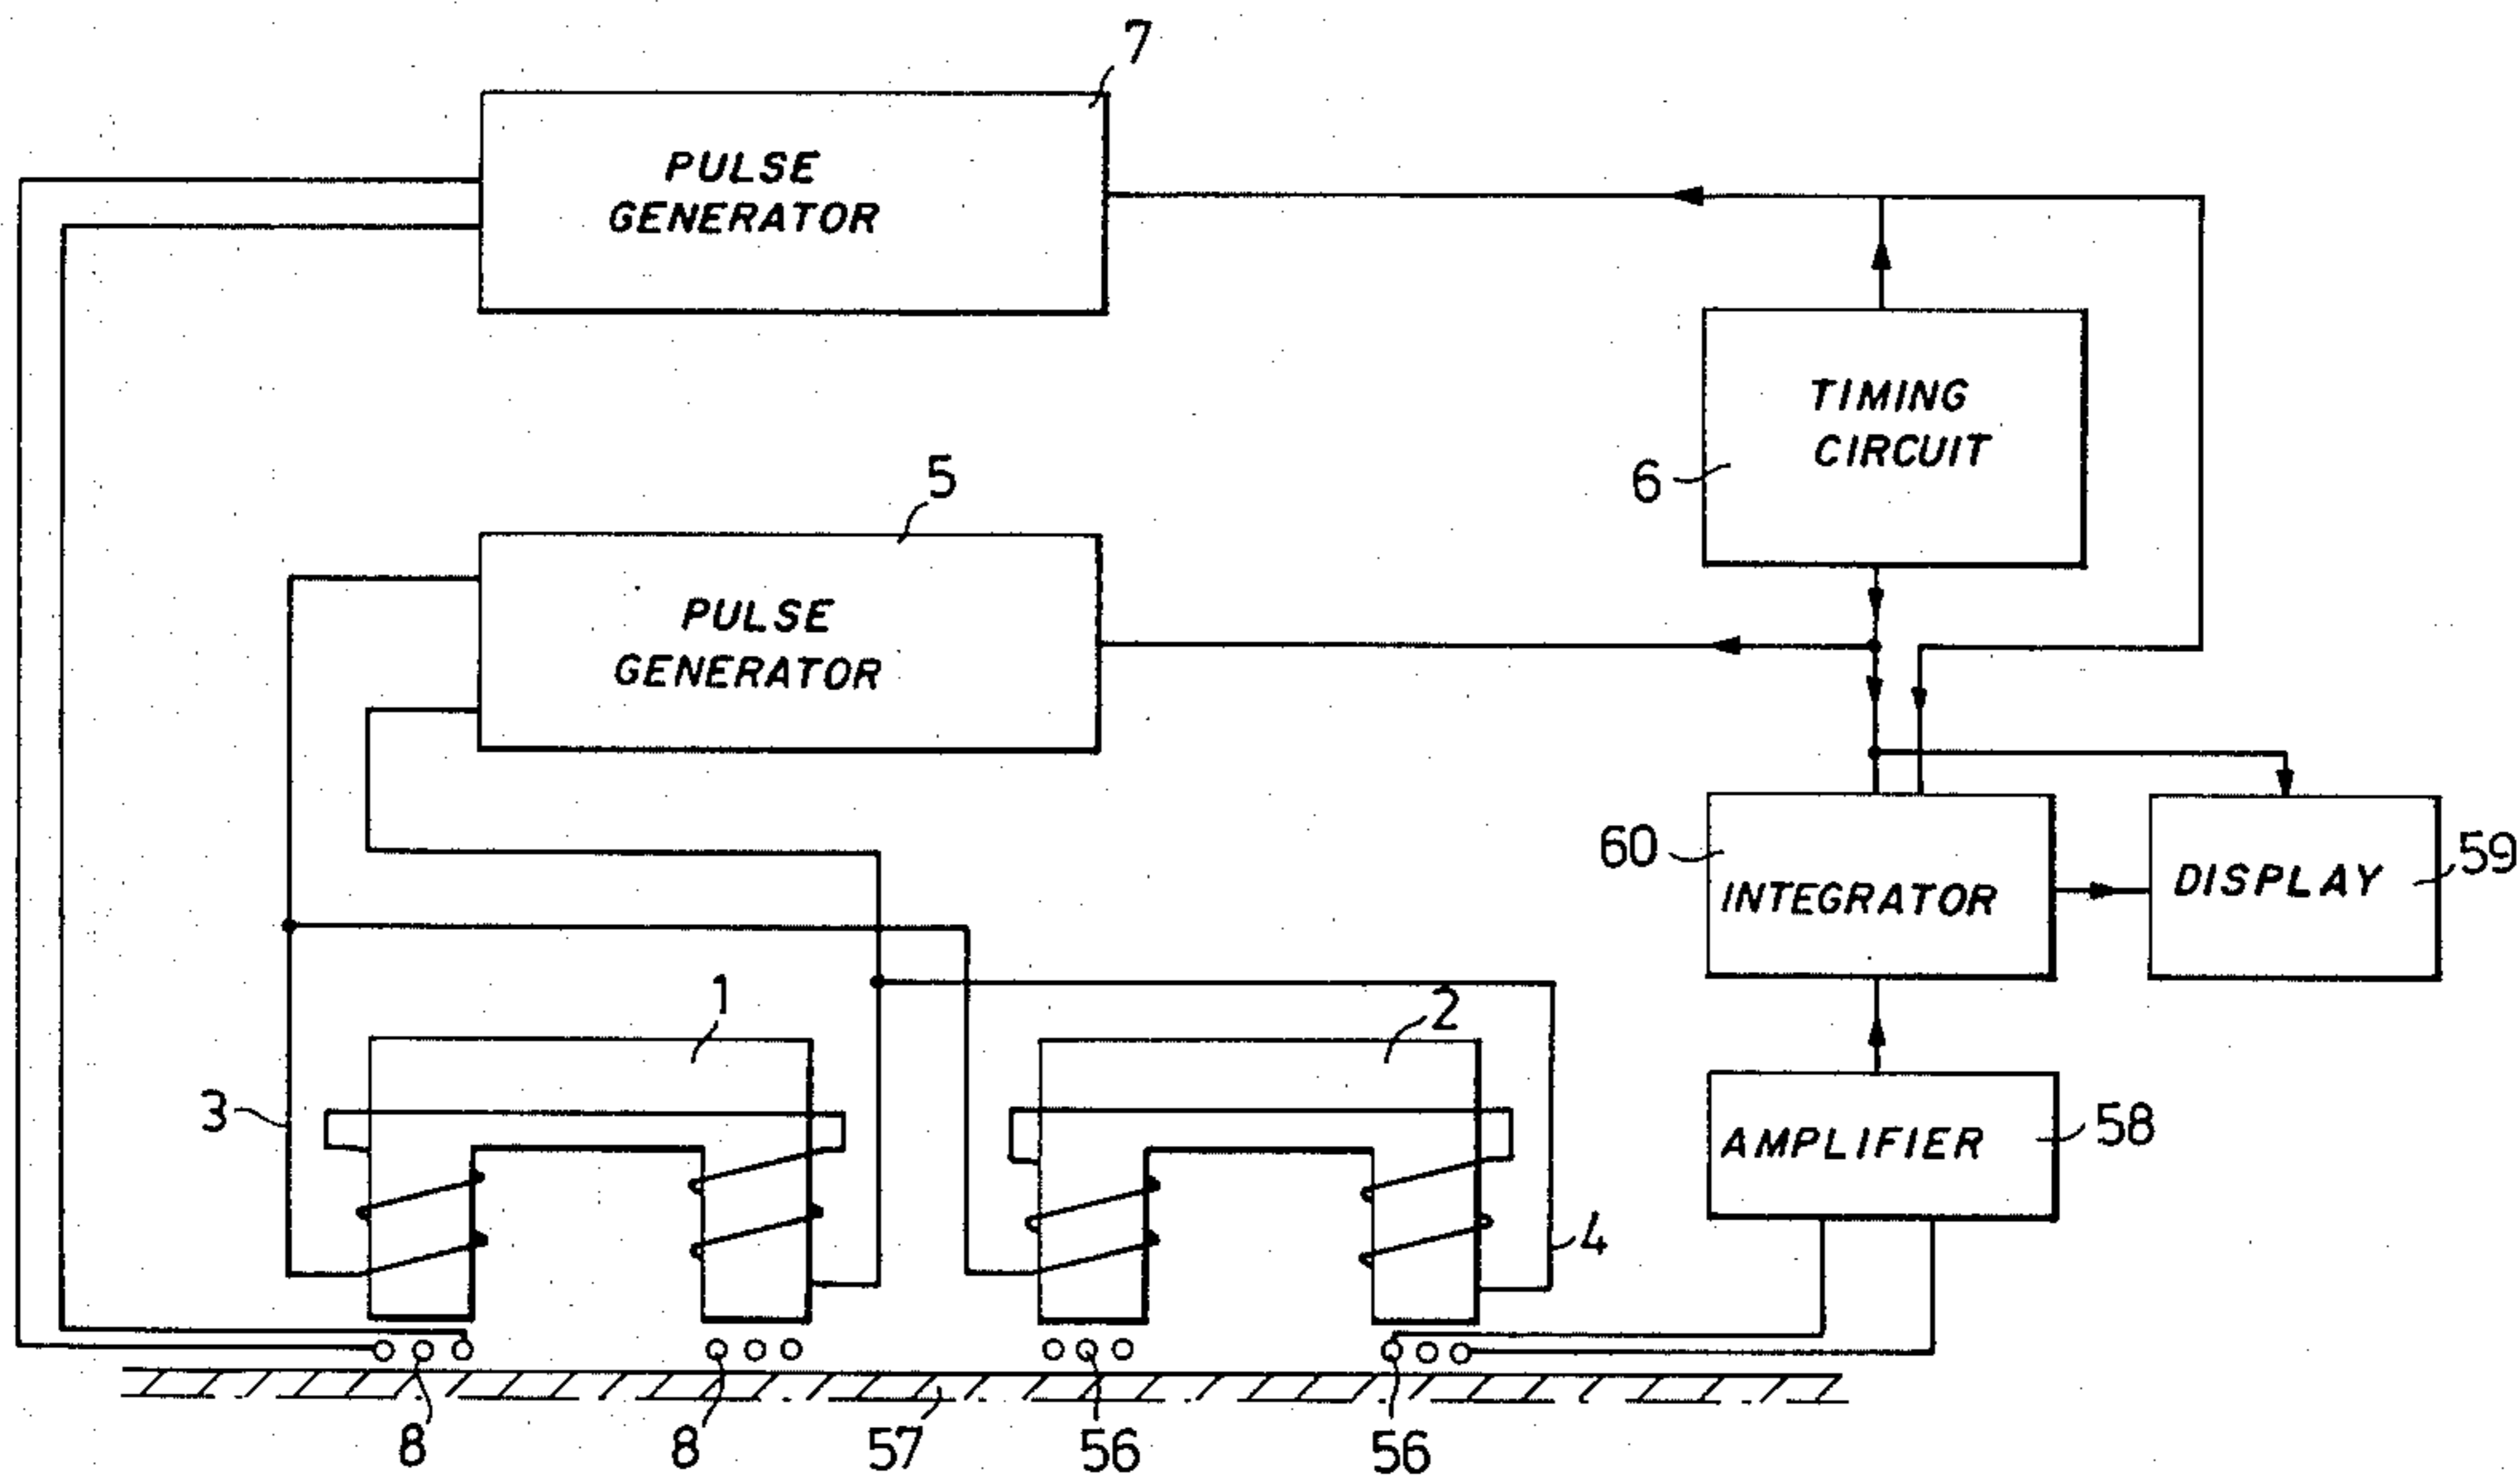 7
PULSE
GENERATOR
TIMING
CIRCUIT
6
5
PULSE
GENERATOR
60
INTEGRATOR
DISPLAY
59
1
2
3
AMPLIFIER
58
4
8
8
57
56
56